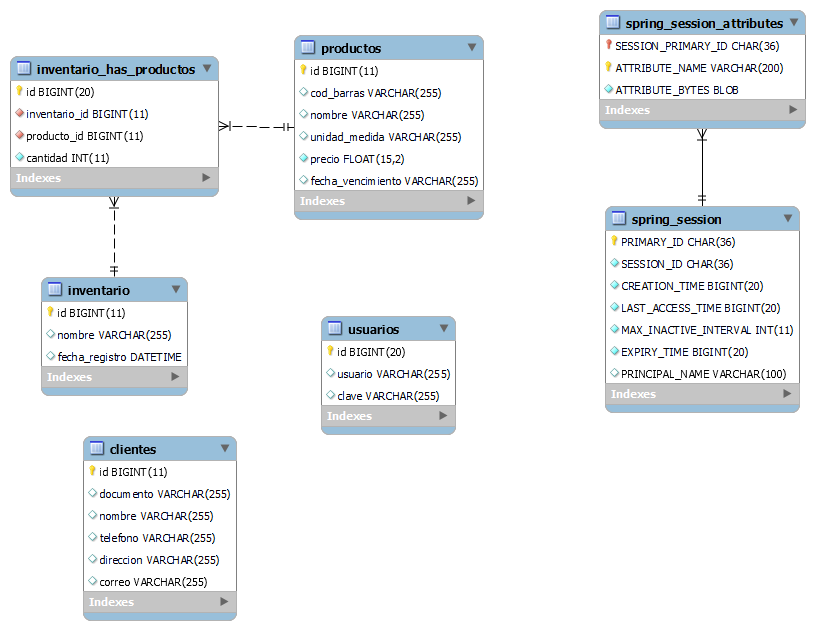 inventario_has_productos
id BIGINT(20)
inventario_id BIGINT(11)
producto_id BIGINT(11)
cantidad INT(11)
Indexes
productos
id BIGINT(11)
cod_barras VARCHAR(255)
nombre VARCHAR(255)
unidad_medida VARCHAR(255)
precio FLOAT(15,2)
fecha_vencimiento VARCHAR(255)
Indexes
spring_session_attributes
SESSION_PRIMARY_ID CHAR(36)
ATTRIBUTE_NAME VARCHAR(200)
ATTRIBUTE_BYTES BLOB
Indexes
spring_session
PRIMARY_ID CHAR(36)
SESSION_ID CHAR(36)
CREATION_TIME BIGINT(20)
LAST_ACCESS_TIME BIGINT(20)
MAX_INACTIVE_INTERVAL INT(11)
EXPIRY_TIME BIGINT(20)
PRINCIPAL_NAME VARCHAR(100)
Indexes
inventario
id BIGINT(11)
nombre VARCHAR(255)
fecha_registro DATETIME
Indexes
usuarios
id BIGINT(20)
usuario VARCHAR(255)
clave VARCHAR(255)
Indexes
clientes
id BIGINT(11)
documento VARCHAR(255)
nombre VARCHAR(255)
telefono VARCHAR(255)
direccion VARCHAR(255)
correo VARCHAR(255)
Indexes